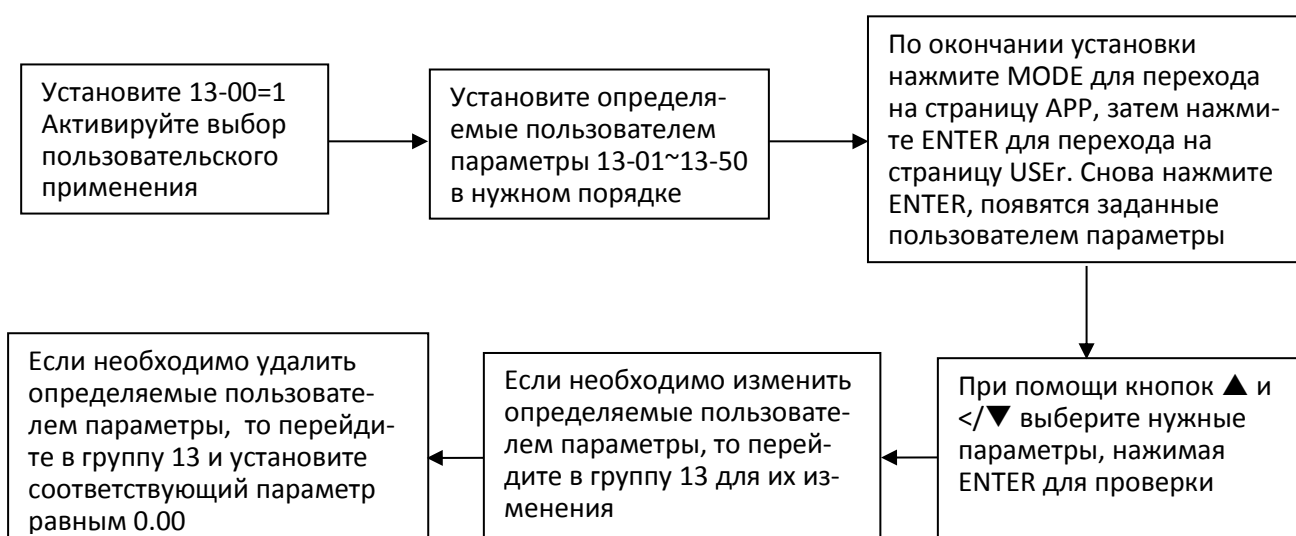 Установите 13-00=1
Активируйте выбор
пользовательского
применения
Установите определя-
емые пользователем
параметры 13-01~13-50
в нужном порядке
По окончании установки
нажмите MODE для перехода
на страницу APP, затем нажми-
те ENTER для перехода на
страницу USEr. Снова нажмите
ENTER, появятся заданные
пользователем параметры
При помощи кнопок ▲ и
</▼ выберите нужные
параметры, нажимая
ENTER для проверки
Если необходимо изменить
определяемые пользовате-
лем параметры, то перей-
дите в группу 13 для их из-
менения
Если необходимо удалить
определяемые пользовате-
лем параметры, то перейди-
те в группу 13 и установите
соответствующий параметр
равным 0.00